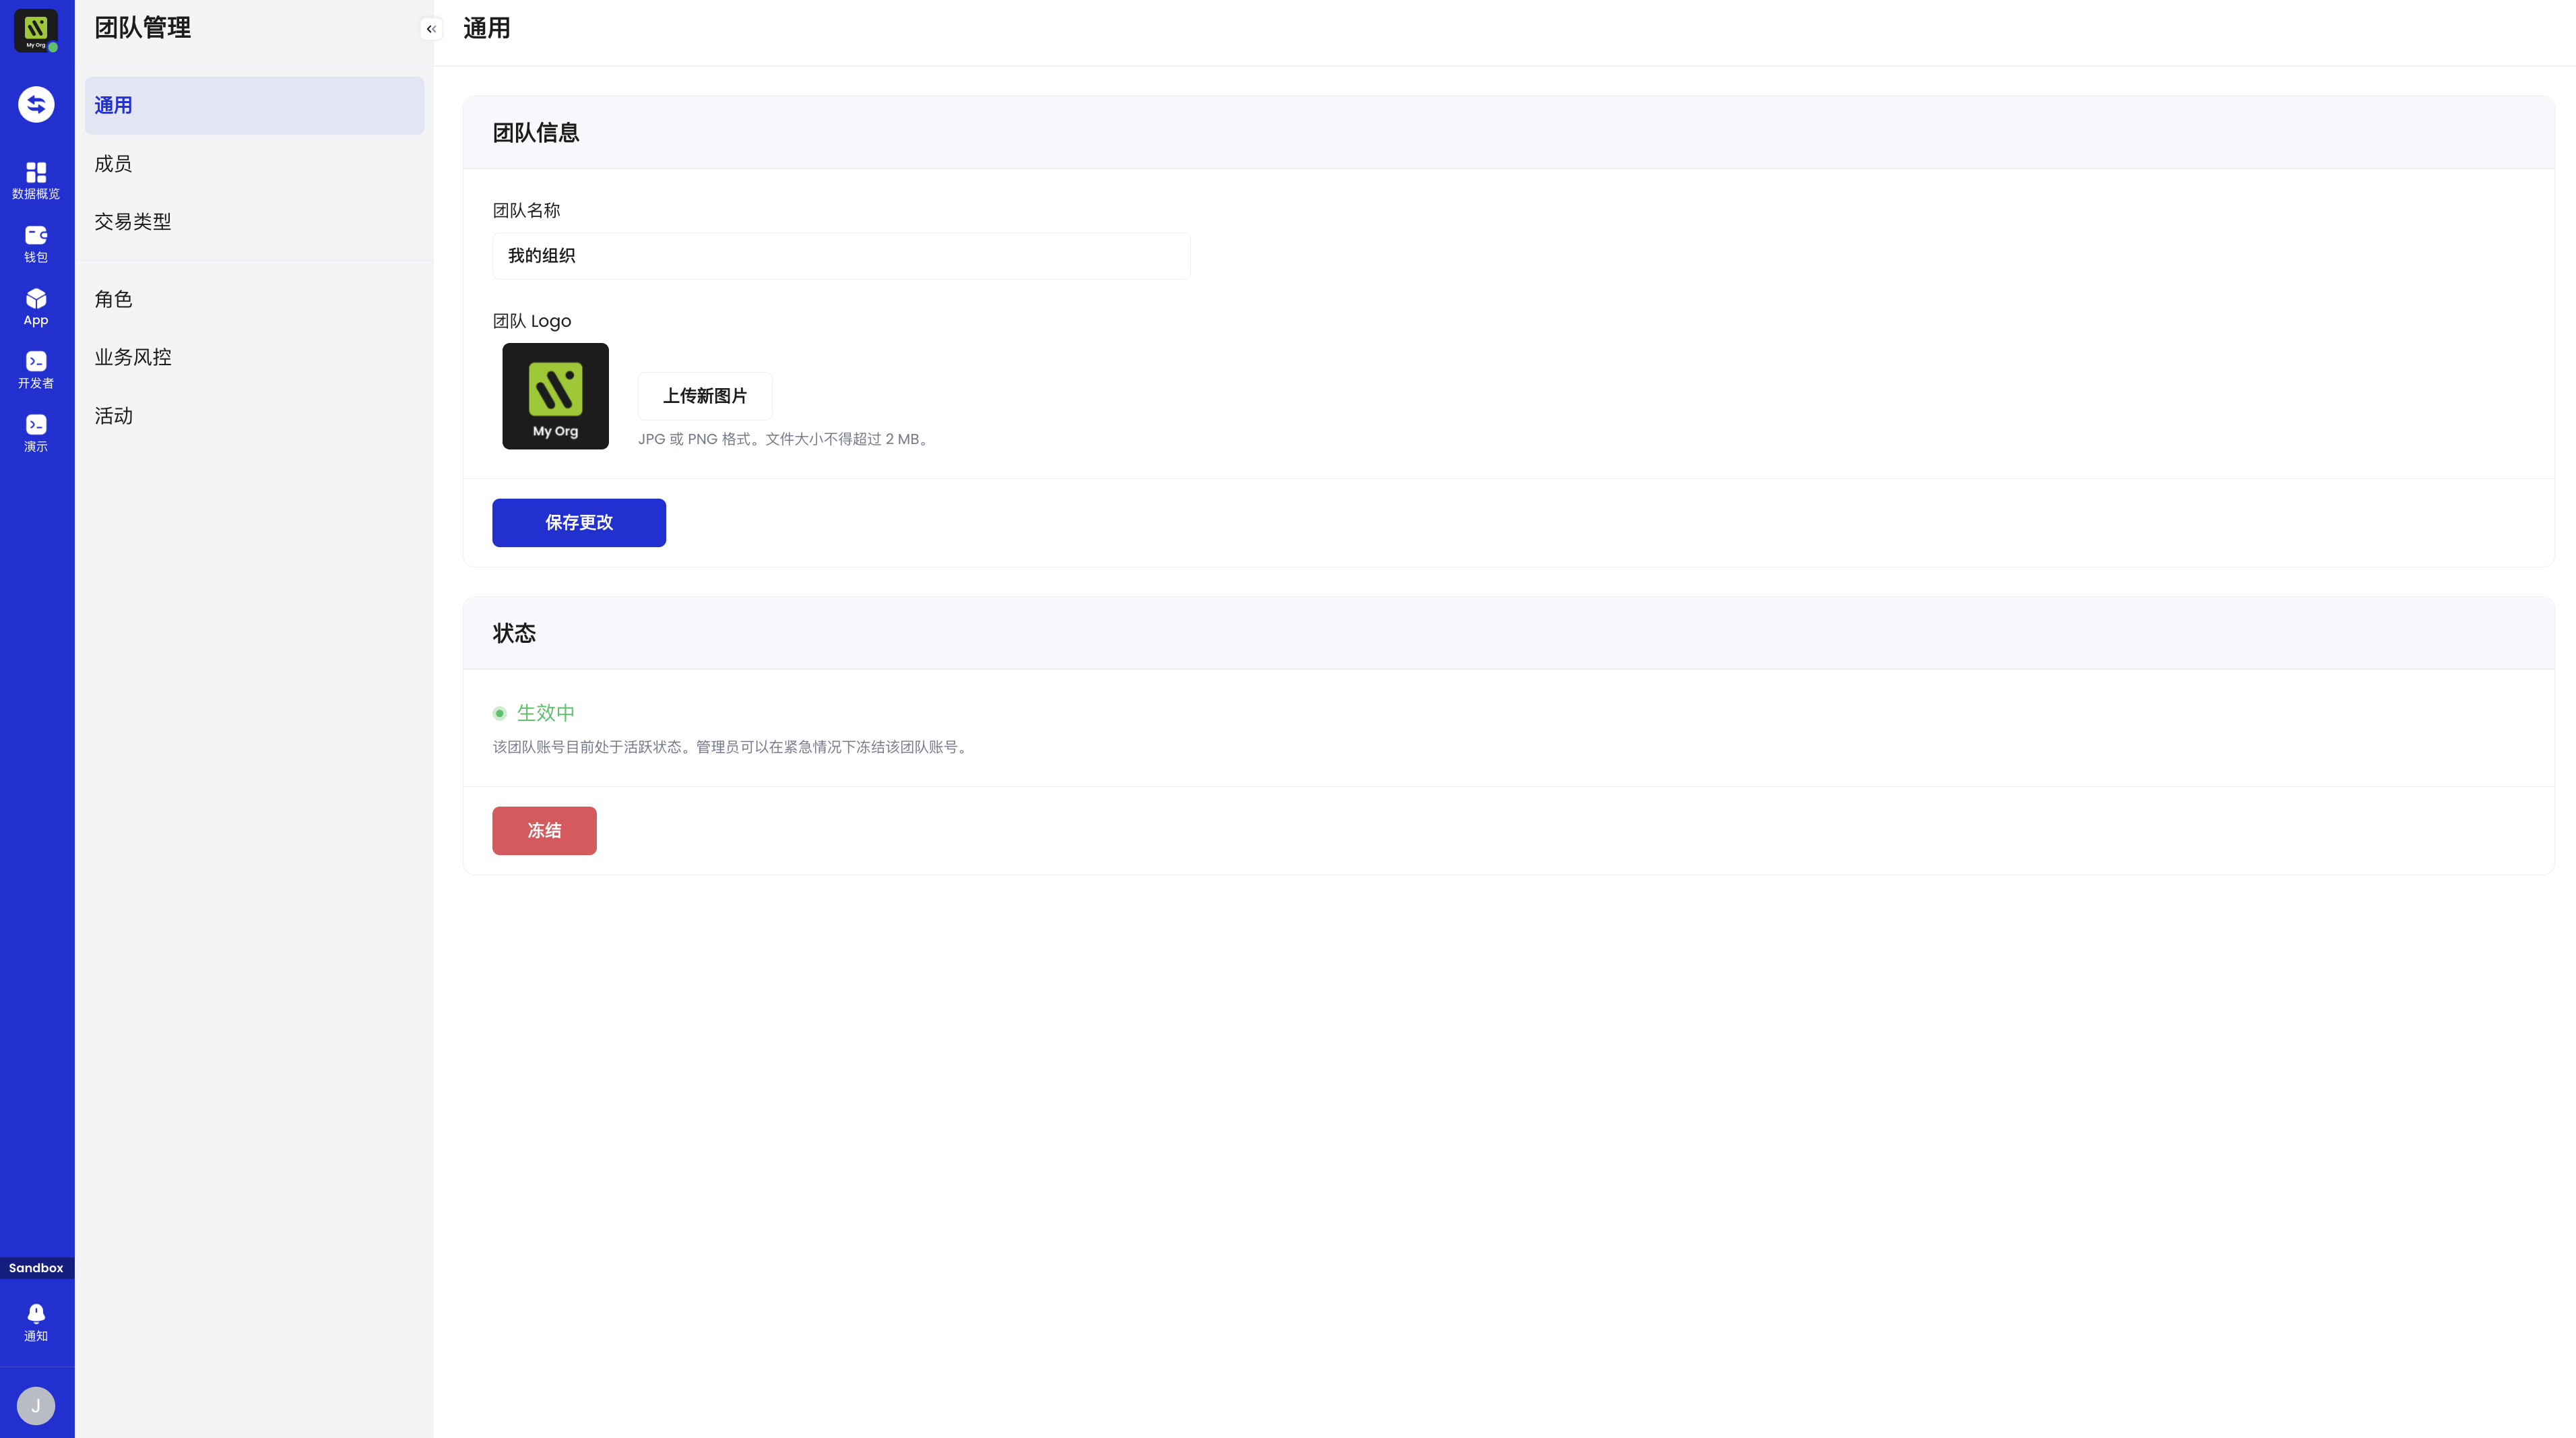 My Org
数据概览
钱包
App
开发者
演示
Sandbox
通知
J
团队管理
通用
成员
交易类型
角色
业务风控
活动
通用
团队信息
团队名称
我的组织
团队 Logo
My Org
上传新图片
JPG 或 PNG 格式。文件大小不得超过 2 MB。
保存更改
状态
生效中
该团队账号目前处于活跃状态。管理员可以在紧急情况下冻结该团队账号。
冻结